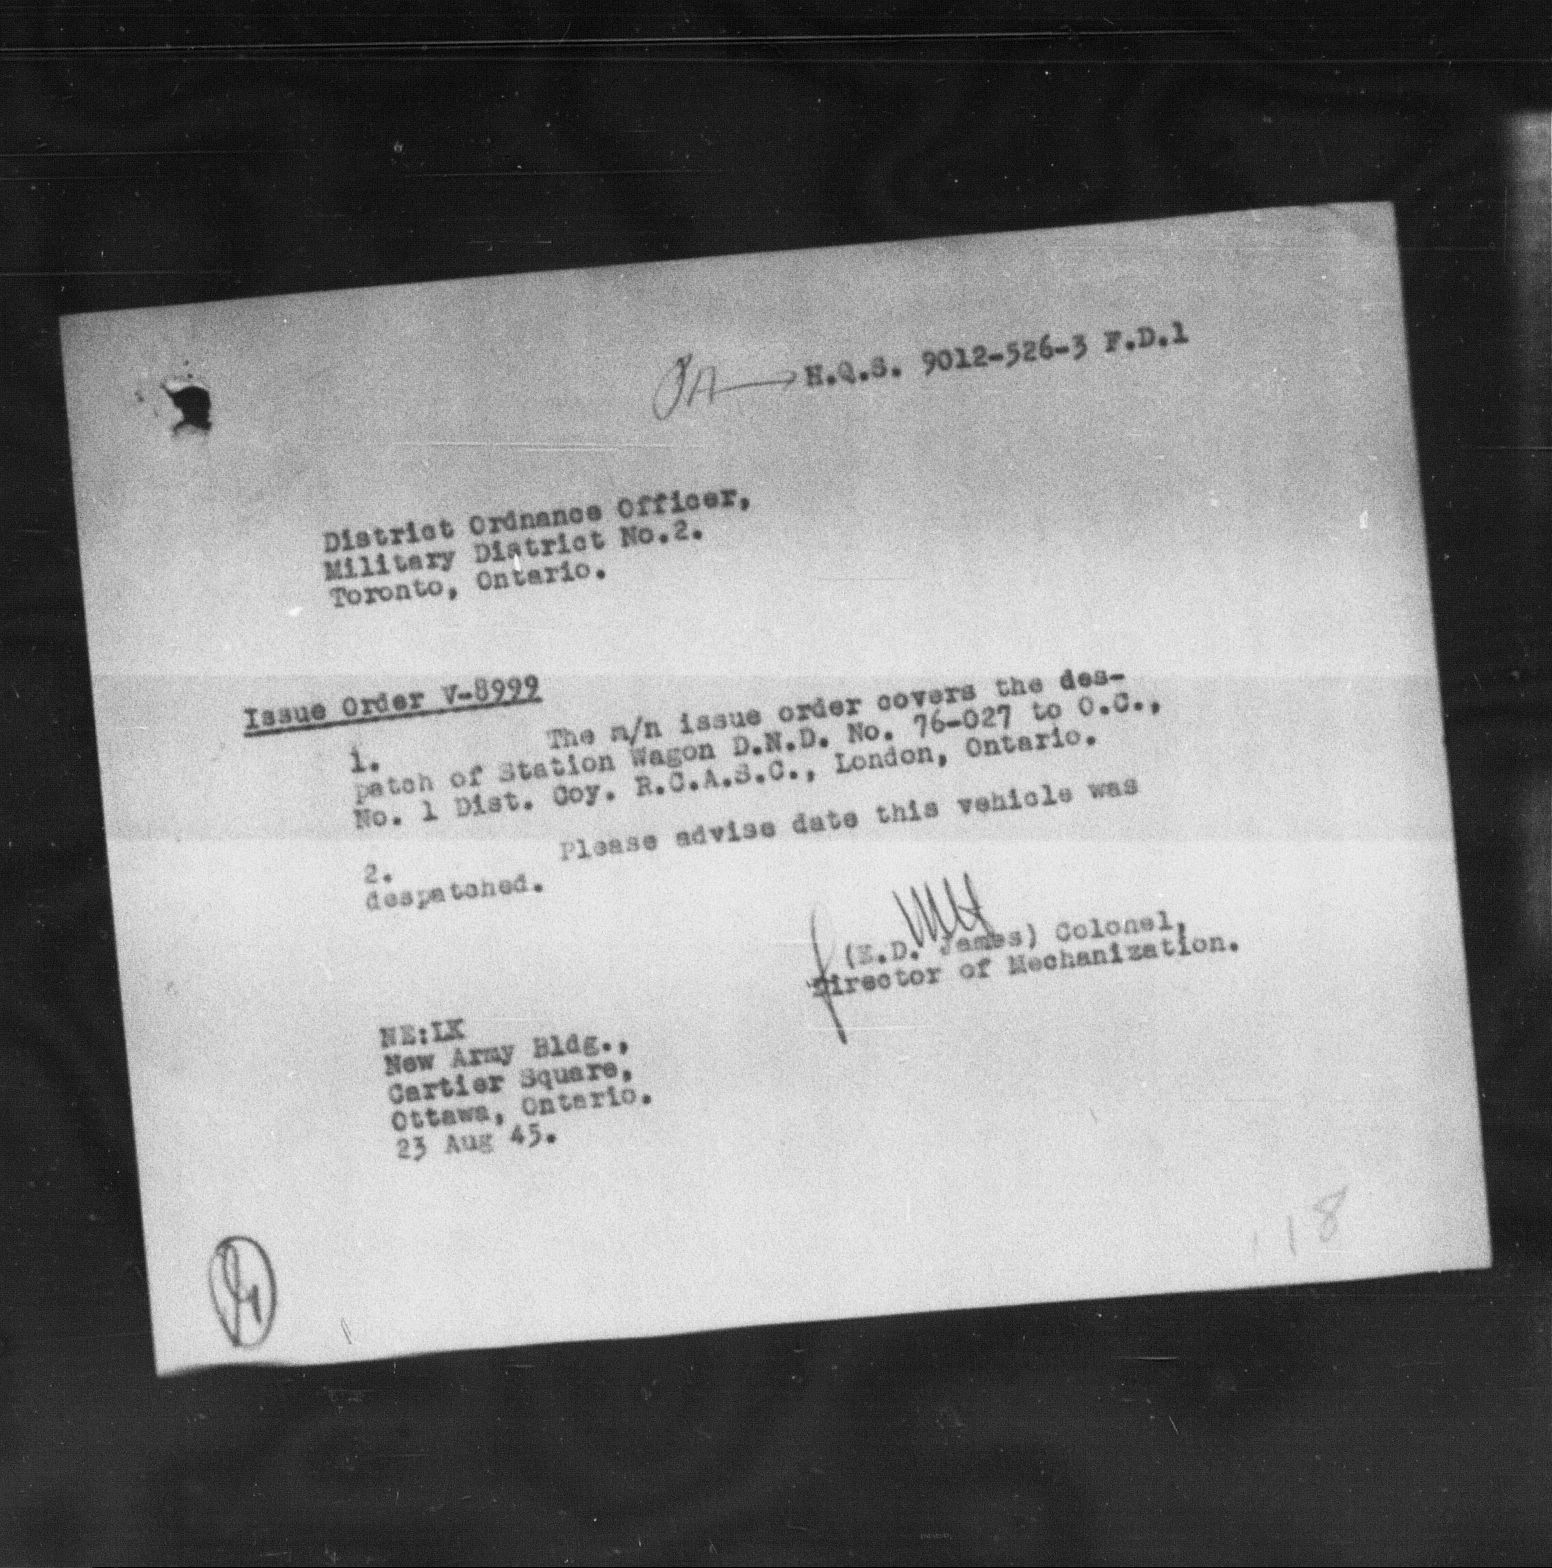 H.Q.S. 9012-526-3 F.D.1
District Ordnance Officer,
Military District No.2.
Toronto, Ontario.
Issue Order V-8999
1. The m/n issue order covers the des-
patch of Station Wagon D.N.D. No. 76-027 to O.C.,
No. 1 Dist. Coy. R.C.A.S.C., London, Ontario.
2. Please advise date this vehicle was
despatched.
(E.D. James) Colonel,
Director of Mechanization.
NE:LK
New Army Bldg.,
Cartier Square,
Ottawa, Ontario.
23 Aug 45.
118